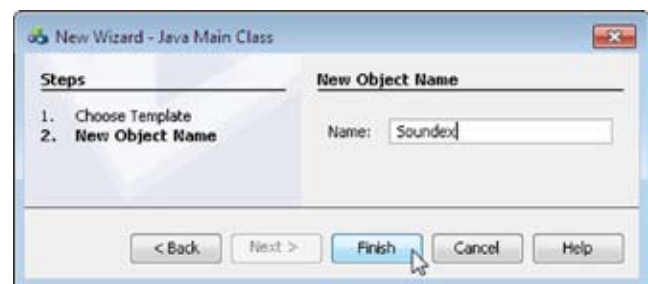 New Wizard - Java Main Class
Steps
1. Choose Template
2. New Object Name
New Object Name
Name: Soundex
< Back Next > Finish Cancel Help